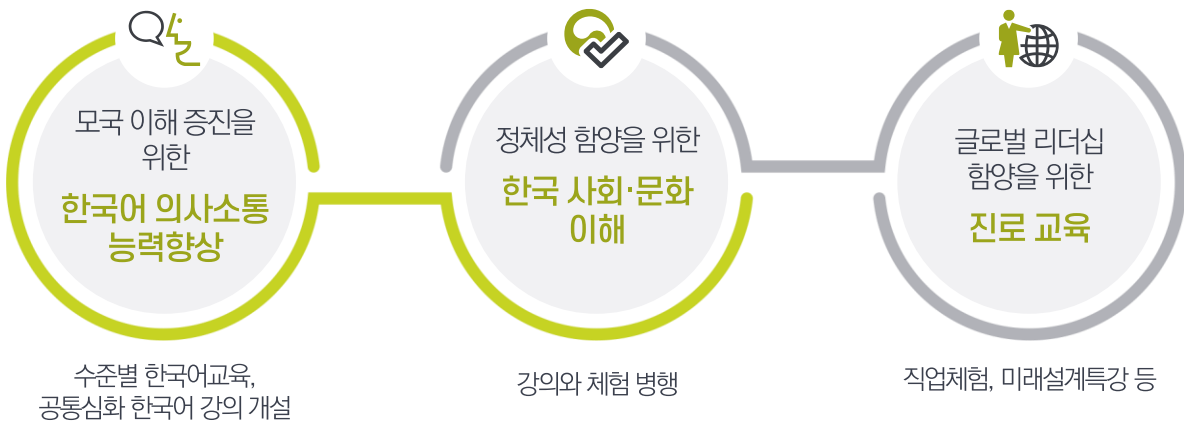 모국 이해 증진을
위한
한국어 의사소통
능력향상
수준별 한국어교육,
공통심화 한국어 강의 개설
정체성 함양을 위한
한국 사회·문화
이해
강의와 체험 병행
글로벌 리더십
함양을 위한
진로 교육
직업체험, 미래설계특강 등